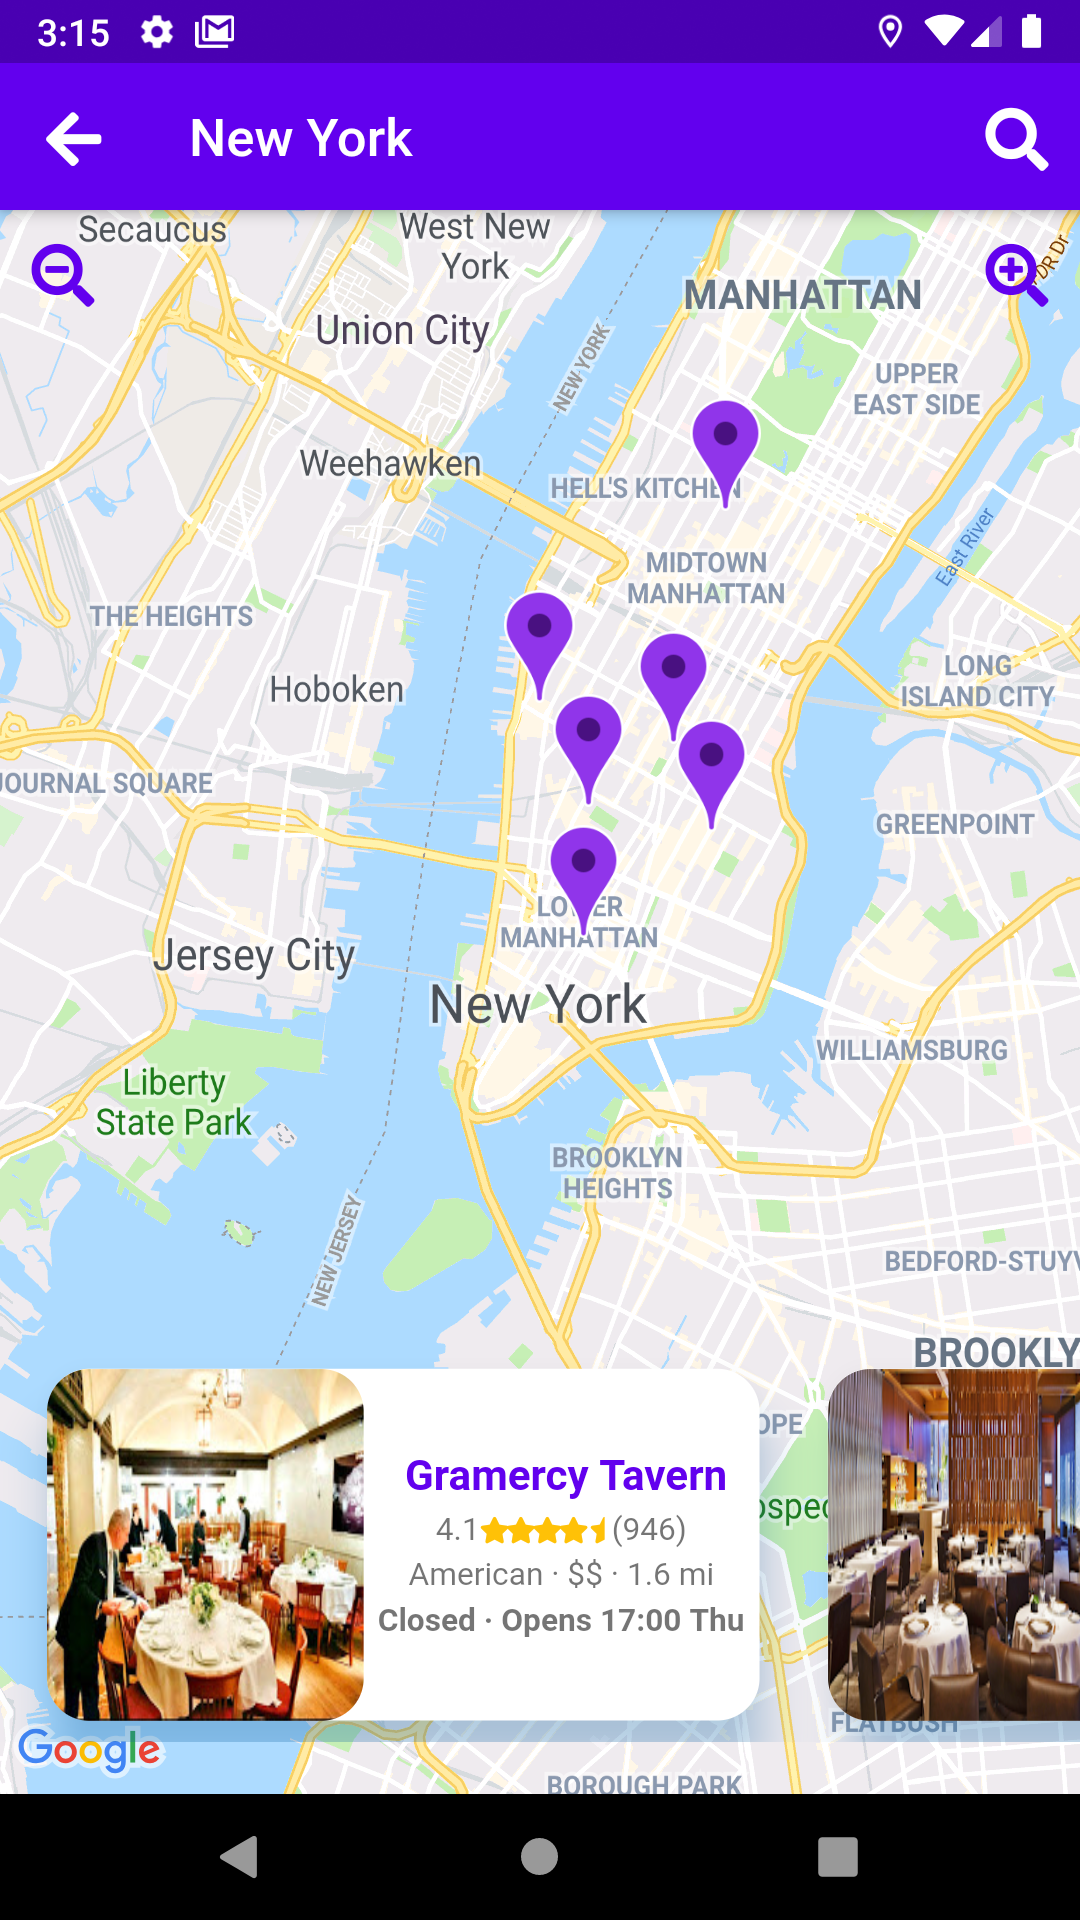 3:15
New York
Secaucus
West New
York
DR Dr
MANHATTAN
Union City
NEW YORK
UPPER
EAST SIDE
Weehawken
HELL'S KITCHEN
East River
MIDTOWN
MANHATTAN
THE HEIGHTS
LONG
ISLAND CITY
Hoboken
JOURNAL SQUARE
GREENPOINT
LOWER
MANHATTAN
Jersey City
New York
WILLIAMSBURG
Liberty
State Park
BROOKLYN
HEIGHTS
NEW JERSEY
BEDFORD-STUYV
BROOKLY
OPE
Gramercy Tavern
ospec
4.1 (946)
American · $$ · 1.6 mi
Closed · Opens 17:00 Thu
FLATBUSH
Google
BOROUGH PARK